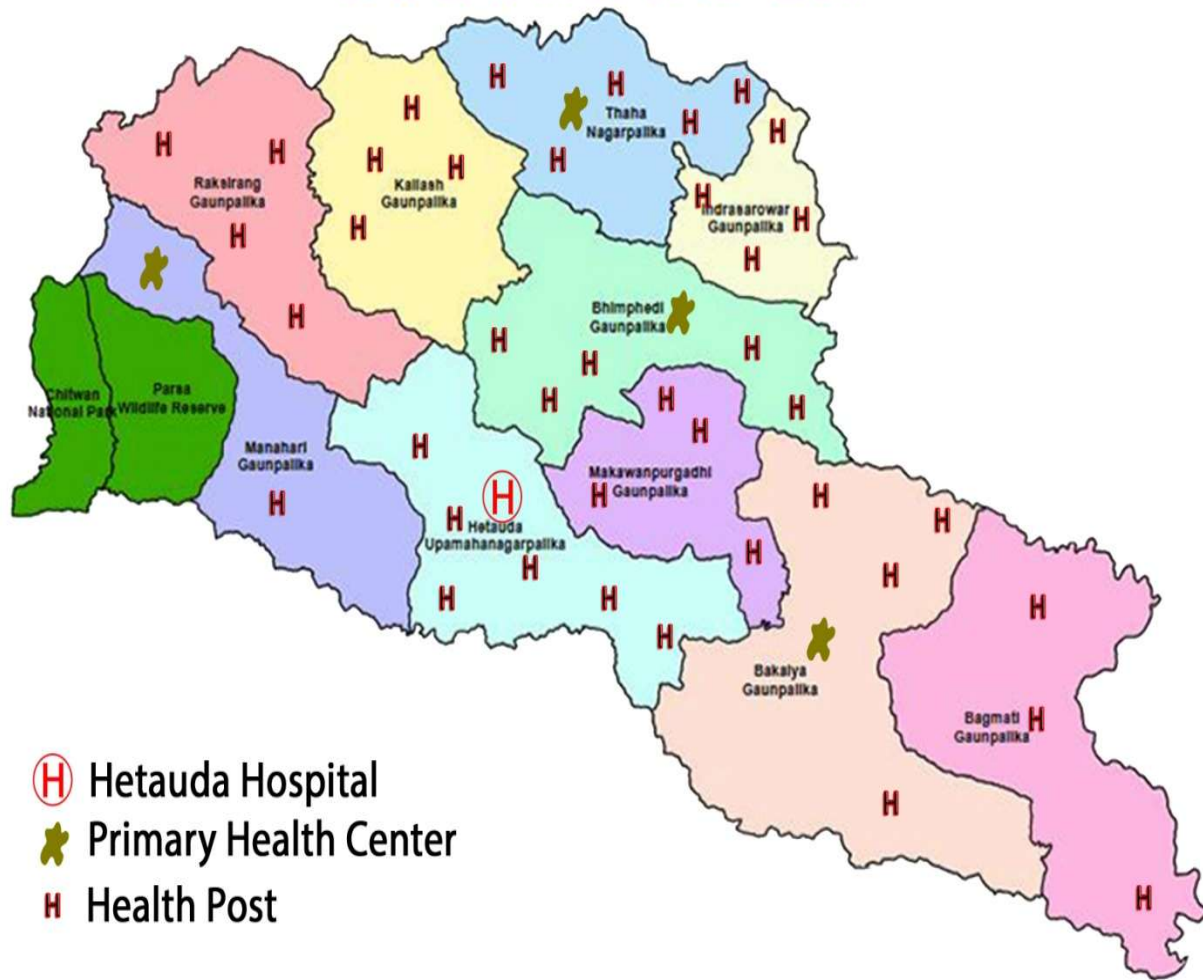 Thaha
Nagarpalika
Raksirang
Gaunpalika
Kailash
Gaunpalika
Indrasarowar
Gaunpalika
Bhimphedi
Gaunpalika
Chitwan
National Park
Parsa
Wildlife Reserve
Manahari
Gaunpalika
Makawanpurgadhi
Gaunpalika
Hetauda
Upamahanagarpalika
Bakaiya
Gaunpalika
Bagmati
Gaunpalika
H Hetauda Hospital
Primary Health Center
H Health Post